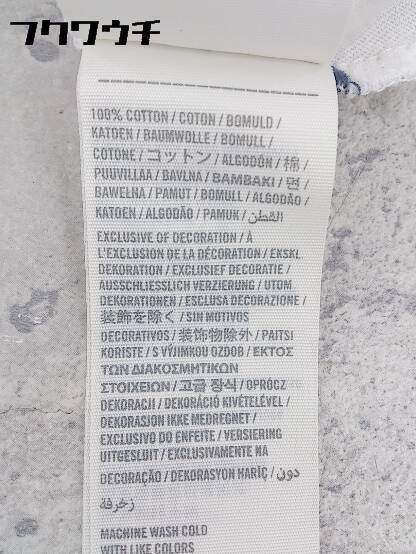 フクワウチ
100% COTTON / COTON / BOMULD /
KATOEN / BAUMWOLLE / BOMULL /
COTONE / コットン / ALGODÓN / 棉 /
PUUVILLAA / BAVLNA / ΒΑΜΒΑΚΙ / 면 /
BAWEŁNA / PAMUT / BOMULL / ALGODÃO /
KATOEN / ALGODÃO / PAMUK / القطن
EXCLUSIVE OF DECORATION / À
L'EXCLUSION DE LA DÉCORATION / EKSKL.
DEKORATION / EXCLUSIEF DECORATIE /
AUSSCHLIESSLICH VERZIERUNG / UTOM
DEKORATIONEN / ESCLUSA DECORAZIONE /
装飾を除く / SIN MOTIVOS
DECORATIVOS / 装饰物除外 / PAITSI
KORISTE / S VÝJIMKOU OZDOB / ΕΚΤΟΣ
ΤΩΝ ΔΙΑΚΟΣΜΗΤΙΚΩΝ
ΣΤΟΙΧΕΙΩΝ / 고급 장식 / OPRÓCZ
DEKORACJI / DEKORÁCIÓ KIVÉTELÉVEL /
DEKORASJON IKKE MEDREGNET /
EXCLUSIVO DO ENFEITE / VERSIERING
UITGESLUIT / EXCLUSIVAMENTE NA
DECORAÇÃO / DEKORASYON HARİÇ / دون
زخرفة
MACHINE WASH COLD
WITH LIKE COLORS